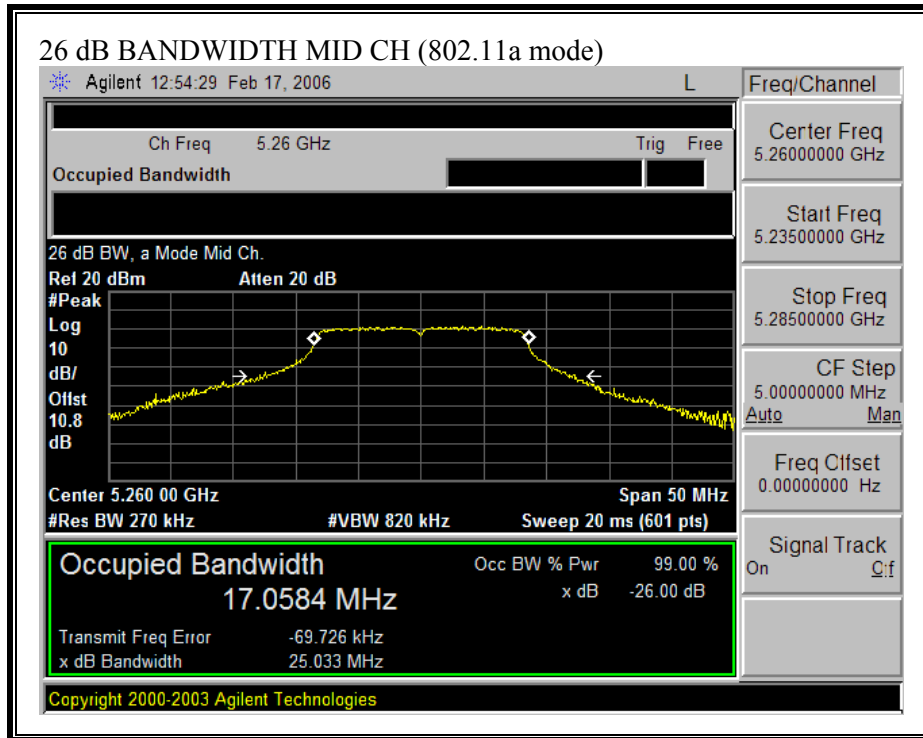 26 dB BANDWIDTH MID CH (802.11a mode)
Agilent 12:54:29 Feb 17, 2006 L
Freq/Channel
Ch Freq 5.26 GHz Trig Free
Occupied Bandwidth
Center Freq
5.26000000 GHz
Start Freq
5.23500000 GHz
Stop Freq
5.28500000 GHz
CF Step
5.00000000 MHz
Auto Man
Freq Offset
0.00000000 Hz
Signal Track
On Off
26 dB BW, a Mode Mid Ch.
Ref 20 dBm Atten 20 dB
#Peak
Log
10
dB/
Offst
10.8
dB
Center 5.260 00 GHz Span 50 MHz
#Res BW 270 kHz #VBW 820 kHz Sweep 20 ms (601 pts)
Occupied Bandwidth
17.0584 MHz
Occ BW % Pwr 99.00 %
x dB -26.00 dB
Transmit Freq Error -69.726 kHz
x dB Bandwidth 25.033 MHz
Copyright 2000-2003 Agilent Technologies